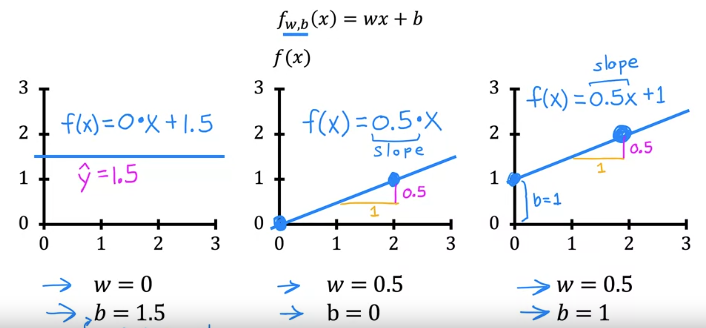 f_w,b(x) = wx + b
f(x)
3
2
1
0
0 1 2 3
f(x)=0•X+1.5
ŷ=1.5
→ w = 0
→ b = 1.5
3
2
1
0
0 1 2 3
f(x)=0.5•X
slope
0.5
1
→ w = 0.5
→ b = 0
slope
3
2
1
0
0 1 2 3
f(x)=0.5x+1
0.5
1
b=1
→ w = 0.5
→ b = 1